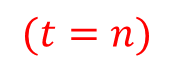 (t = n)